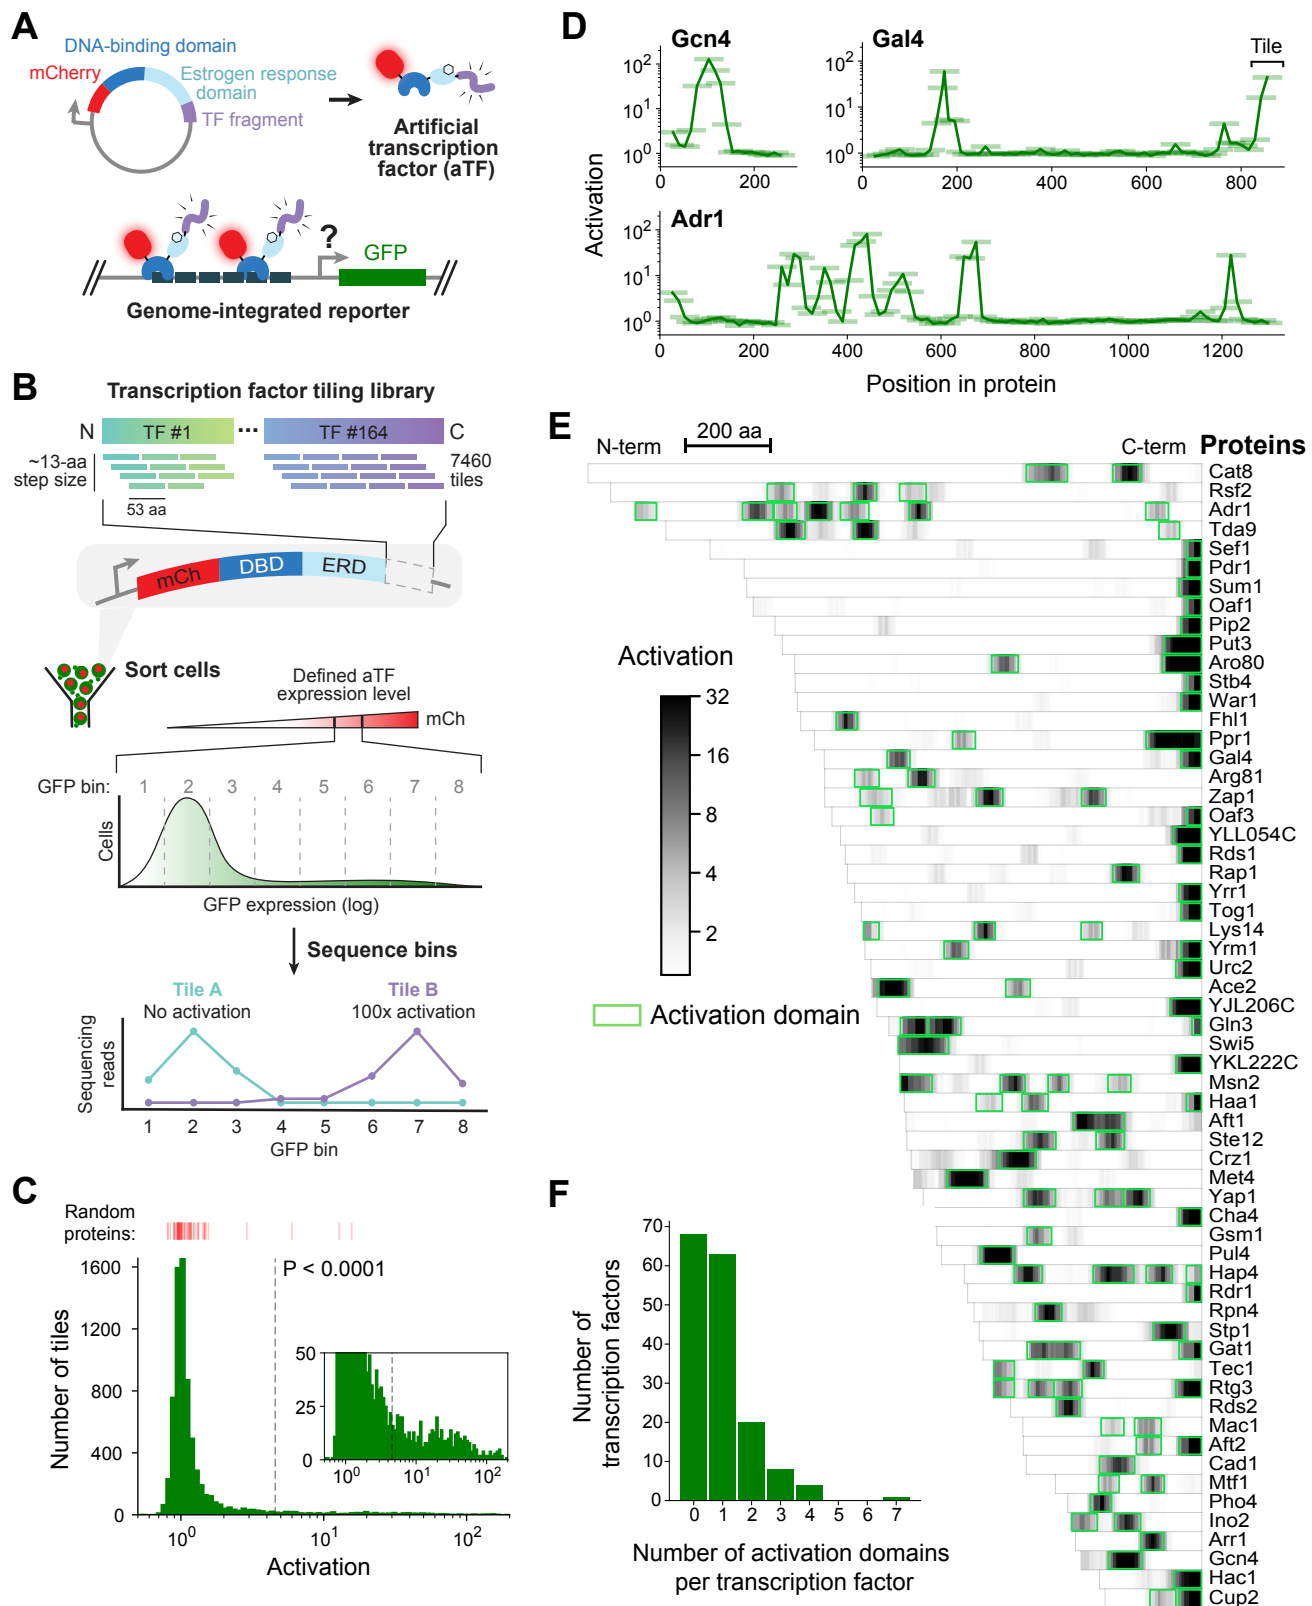 A
DNA-binding domain
mCherry
Estrogen response
domain
TF fragment
Artificial
transcription
factor (aTF)
?
GFP
Genome-integrated reporter
B
Transcription factor tiling library
N
TF #1
...
TF #164
C
~13-aa
step size
7460
tiles
53 aa
mCh
DBD
ERD
Sort cells
Defined aTF
expression level
mCh
GFP bin:
1
2
3
4
5
6
7
8
Cells
GFP expression (log)
Sequence bins
Tile A
No activation
Tile B
100x activation
Sequencing
reads
1
2
3
4
5
6
7
8
GFP bin
C
Random
proteins:
P < 0.0001
Number of tiles
1600
1200
800
400
0
50
25
0
10⁰
10¹
10²
10⁰
10¹
10²
Activation
D
Gcn4
Gal4
Tile
Activation
10²
10¹
10⁰
0
200
10²
10¹
10⁰
0
200
400
600
800
Adr1
10²
10¹
10⁰
0
200
400
600
800
1000
1200
Position in protein
E
N-term
200 aa
C-term
Proteins
Cat8
Rsf2
Adr1
Tda9
Sef1
Pdr1
Sum1
Oaf1
Pip2
Put3
Aro80
Stb4
War1
Fhl1
Ppr1
Gal4
Arg81
Zap1
Oaf3
YLL054C
Rds1
Rap1
Yrr1
Tog1
Lys14
Yrm1
Urc2
Ace2
YJL206C
Gln3
Swi5
YKL222C
Msn2
Haa1
Aft1
Ste12
Crz1
Met4
Yap1
Cha4
Gsm1
Pul4
Hap4
Rdr1
Rpn4
Stp1
Gat1
Tec1
Rtg3
Rds2
Mac1
Aft2
Cad1
Mtf1
Pho4
Ino2
Arr1
Gcn4
Hac1
Cup2
Activation
32
16
8
4
2
Activation domain
F
Number of
transcription factors
70
60
50
40
30
20
10
0
0
1
2
3
4
5
6
7
Number of activation domains
per transcription factor